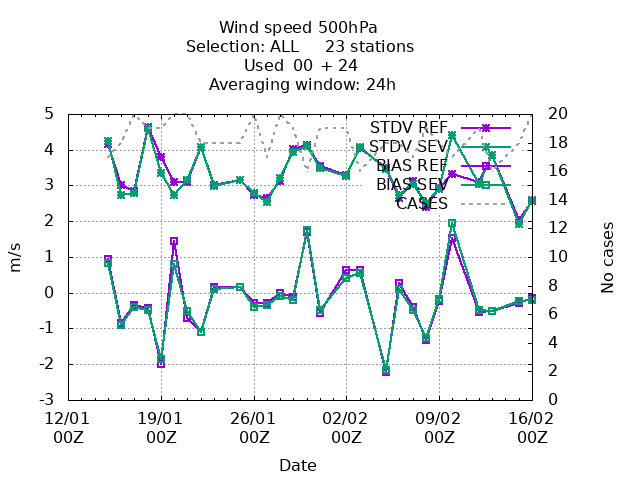 Wind speed 500hPa
Selection: ALL 23 stations
Used 00 + 24
Averaging window: 24h
5
4
3
2
1
0
-1
-2
-3
m/s
20
18
16
14
12
10
8
6
4
2
0
No cases
STDV REF
STDV SEV
BIAS REF
BIAS SEV
CASES
12/01 19/01 26/01 02/02 09/02 16/02
00Z 00Z 00Z 00Z 00Z 00Z
Date